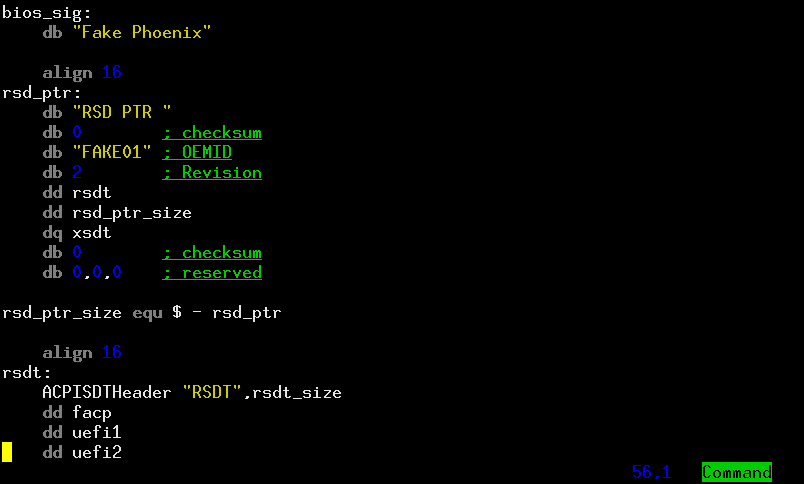 bios_sig:
    db "Fake Phoenix"

    align 16
rsd_ptr:
    db "RSD PTR "
    db 0        ; checksum
    db "FAKE01" ; OEMID
    db 2        ; Revision
    dd rsdt
    dd rsd_ptr_size
    dq xsdt
    db 0        ; checksum
    db 0,0,0    ; reserved

rsd_ptr_size equ $ - rsd_ptr

    align 16
rsdt:
    ACPISDTHeader "RSDT",rsdt_size
    dd facp
    dd uefi1
    dd uefi2
56,1   Command